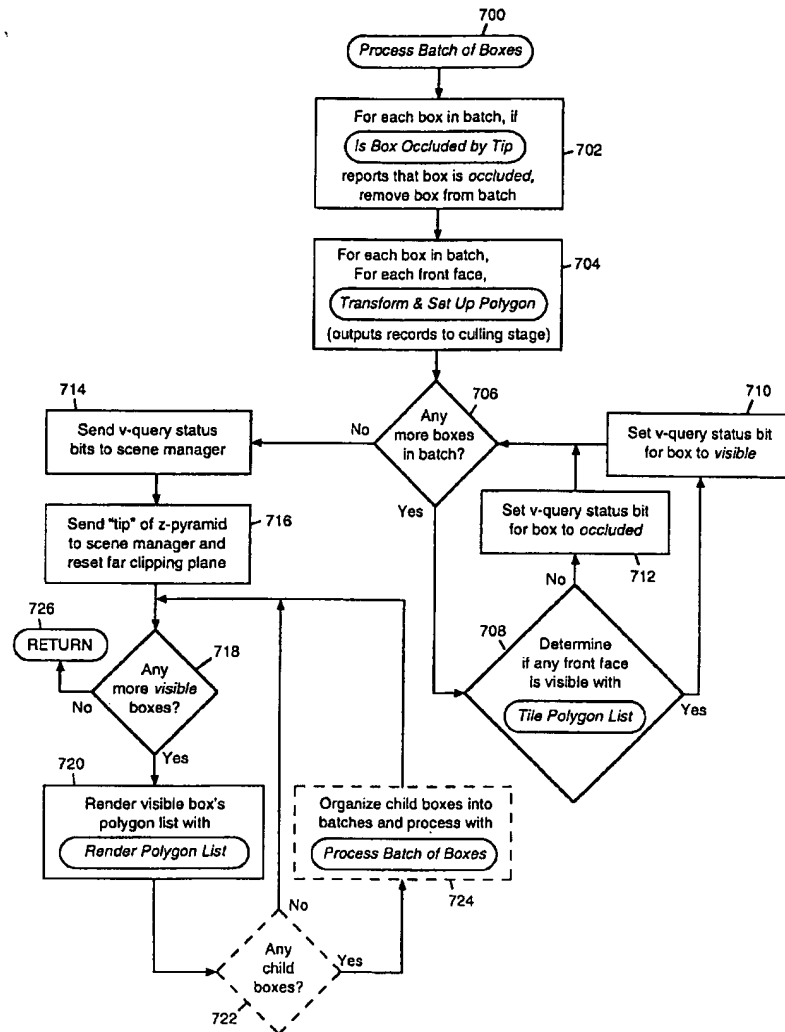 700
Process Batch of Boxes
For each box in batch, if
Is Box Occluded by Tip
reports that box is occluded,
remove box from batch
702
For each box in batch,
For each front face,
Transform & Set Up Polygon
(outputs records to culling stage)
704
706
Any
more boxes
in batch?
No
Yes
714
Send v-query status
bits to scene manager
710
Set v-query status bit
for box to visible
Set v-query status bit
for box to occluded
712
Send "tip" of z-pyramid
to scene manager and
reset far clipping plane
716
No
708
Determine
if any front face
is visible with
Tile Polygon List
Yes
726
RETURN
Any
more visible
boxes?
718
No
Yes
720
Render visible box's
polygon list with
Render Polygon List
Organize child boxes into
batches and process with
Process Batch of Boxes
724
No
Any
child
boxes?
Yes
722